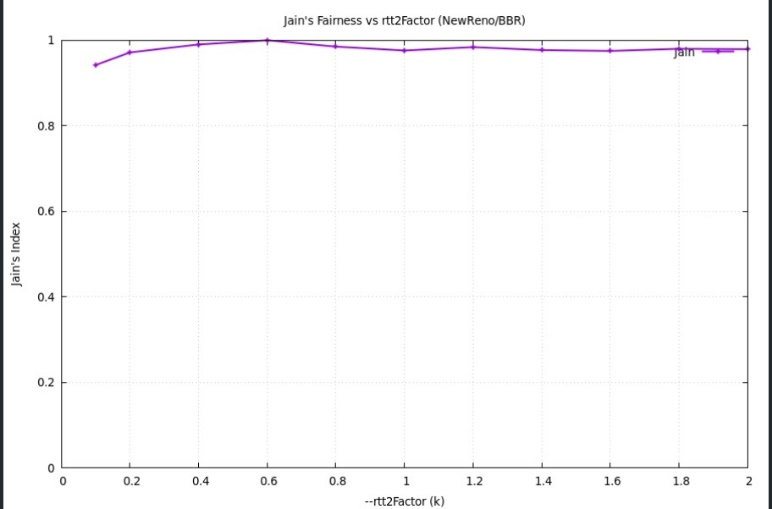 Jain's Fairness vs rtt2Factor (NewReno/BBR)
1
Jain
0.8
0.6
Jain's Index
0.4
0.2
0
0 0.2 0.4 0.6 0.8 1 1.2 1.4 1.6 1.8 2
--rtt2Factor (k)